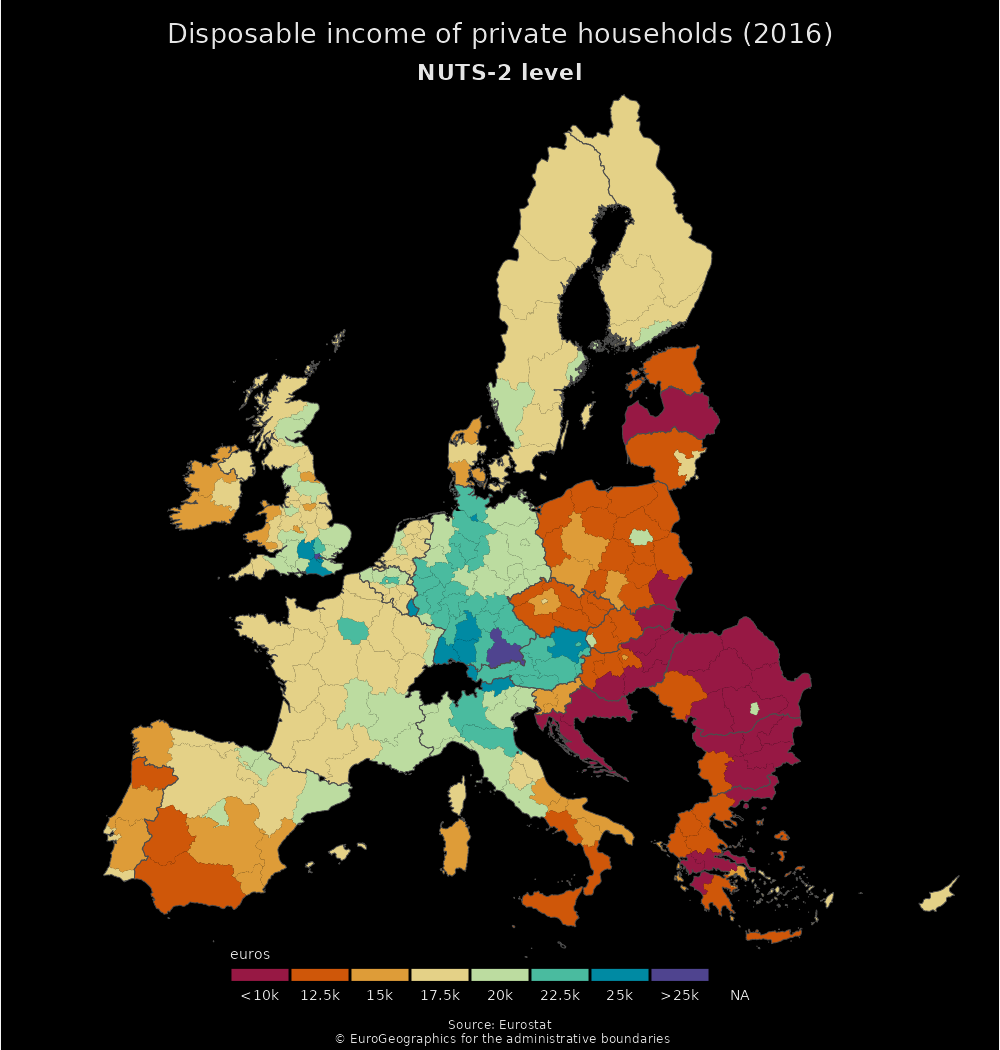 Disposable income of private households (2016)
NUTS-2 level
euros
<10k 12.5k 15k 17.5k 20k 22.5k 25k >25k NA
Source: Eurostat
© EuroGeographics for the administrative boundaries